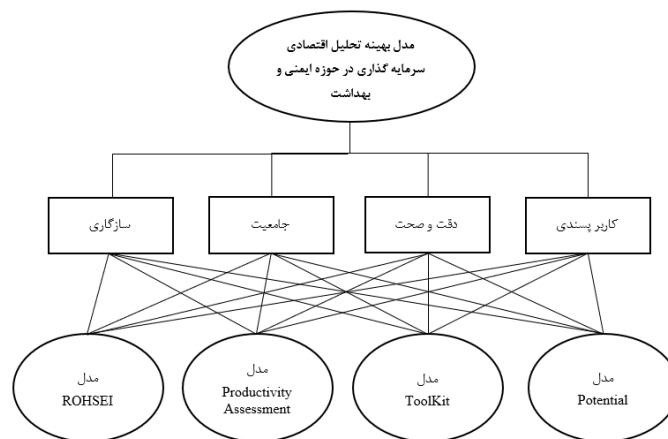 مدل بهینه تحلیل اقتصادی
سرمایه گذاری در حوزه ایمنی و
بهداشت
کاربر پسندی
دقت و صحت
جامعیت
سازگاری
مدل
Potential
مدل
ToolKit
مدل
Productivity
Assessment
مدل
ROHSEI